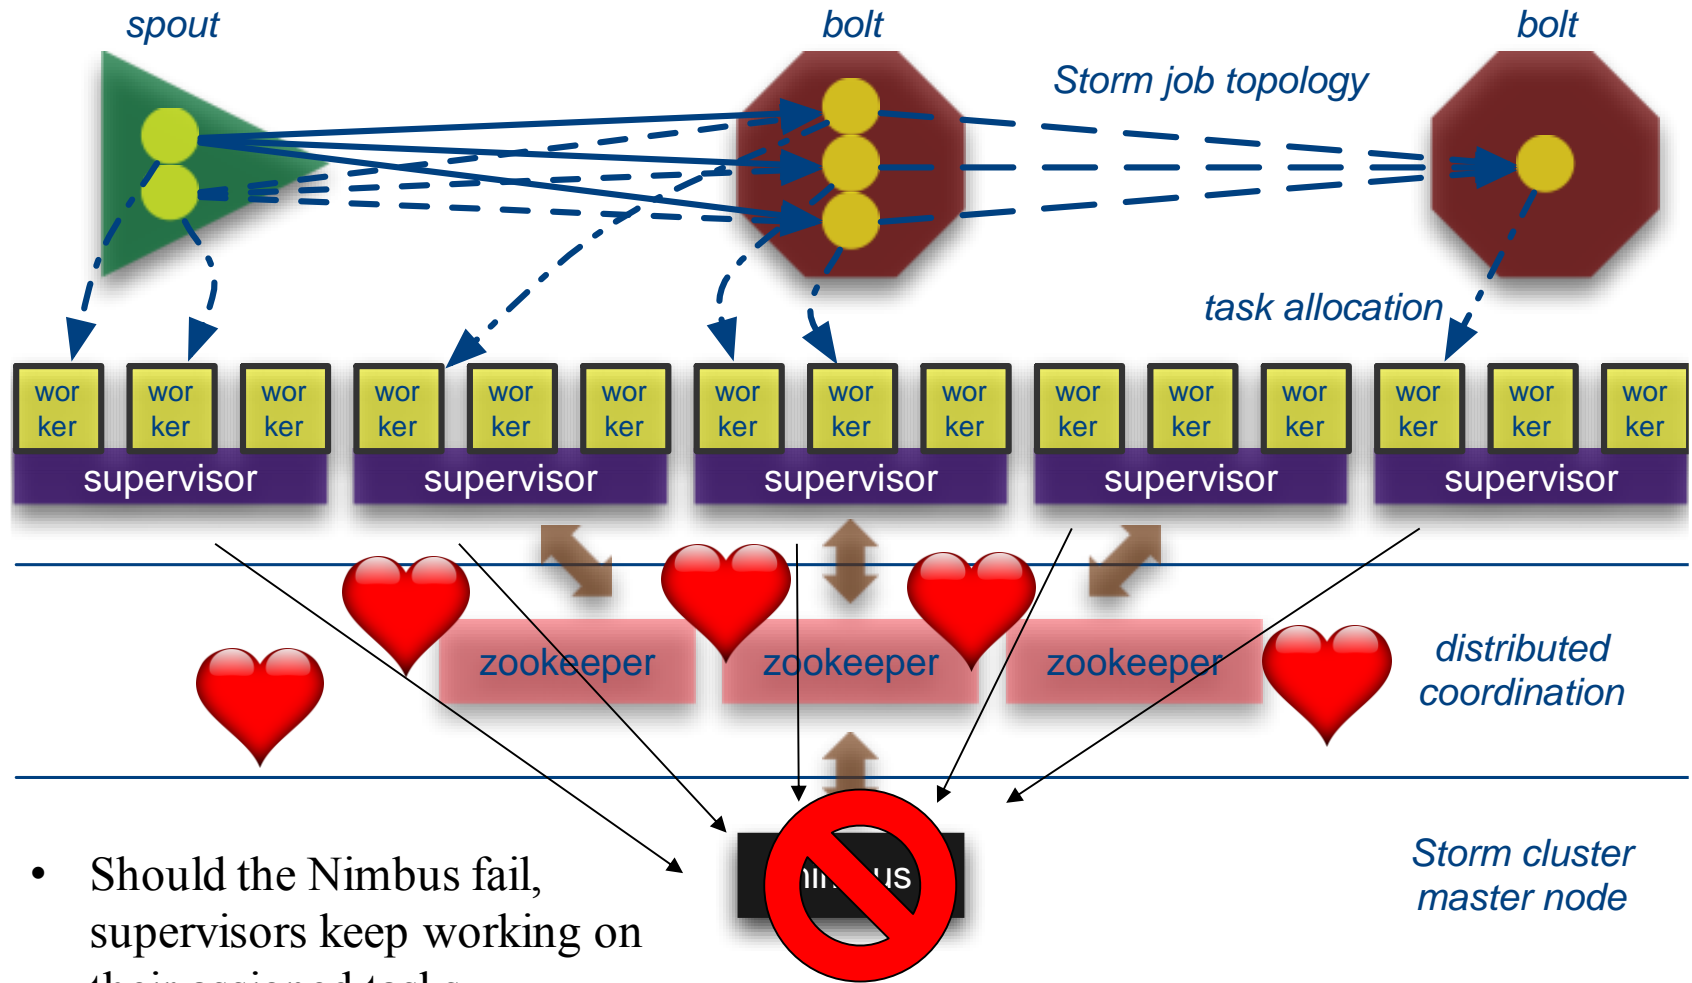 spout
bolt
bolt
Storm job topology
task allocation
wor wor wor wor wor wor wor wor wor wor wor wor wor wor wor
ker ker ker ker ker ker ker ker ker ker ker ker ker ker ker
supervisor supervisor supervisor supervisor supervisor
zookeeper zookeeper zookeeper
distributed
coordination
Storm cluster
master node
• Should the Nimbus fail,
supervisors keep working on
their assigned tasks